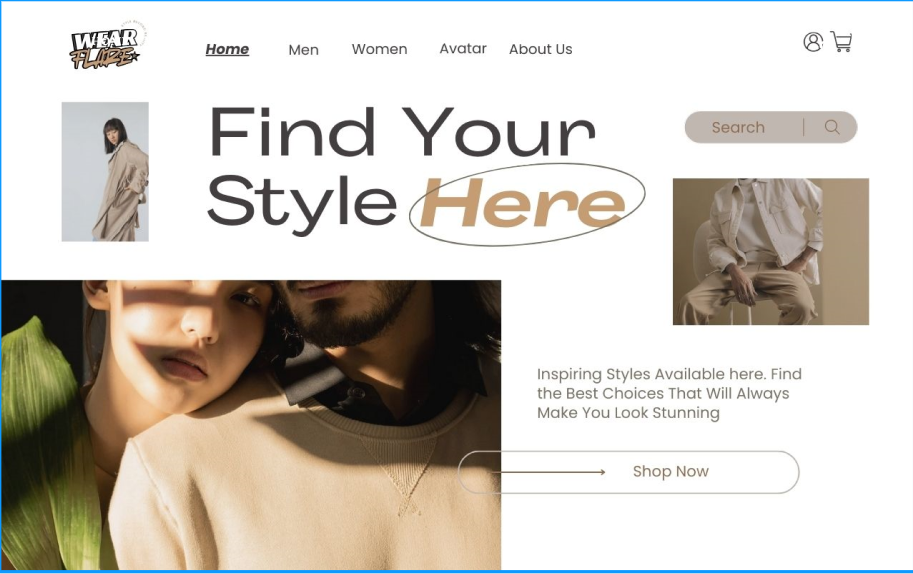 WEAR
FLARE
Home
Men
Women
Avatar
About Us
Find Your
Style Here
Search
Inspiring Styles Available here. Find
the Best Choices That Will Always
Make You Look Stunning
Shop Now